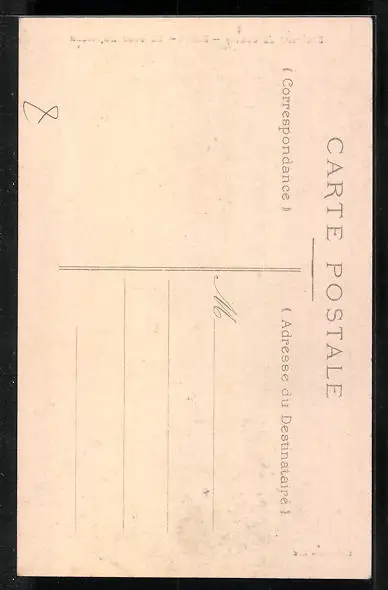 CARTE POSTALE
( Correspondance )
( Adresse du Destinataire )
M
8